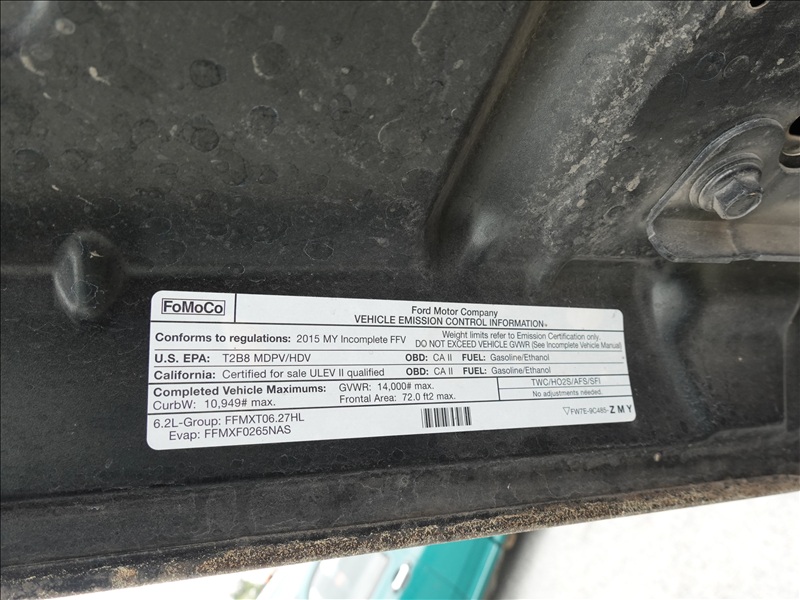 FoMoCo
Ford Motor Company
VEHICLE EMISSION CONTROL INFORMATION
Conforms to regulations: 2015 MY Incomplete FFV
Weight limits refer to Emission Certification only.
DO NOT EXCEED VEHICLE GVWR (See Incomplete Vehicle Manual)
U.S. EPA: T2B8 MDPV/HDV OBD: CA II FUEL: Gasoline/Ethanol
California: Certified for sale ULEV II qualified OBD: CA II FUEL: Gasoline/Ethanol
Completed Vehicle Maximums: GVWR: 14,000# max.
CurbW: 10,949# max. Frontal Area: 72.0 ft2 max.
TWC/HO2S/AFS/SFI
No adjustments needed.
6.2L-Group: FFMXT06.27HL
Evap: FFMXF0265NAS
FW7E-9C485- ZMY